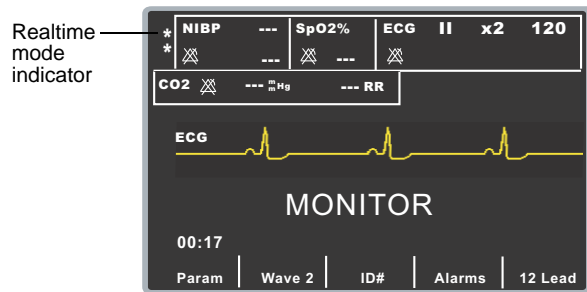 Realtime
mode
indicator
* NIBP --- SpO2% ECG II x2 120
* --- ---
CO2 --- mmHg --- RR
ECG
MONITOR
00:17
Param Wave 2 ID# Alarms 12 Lead